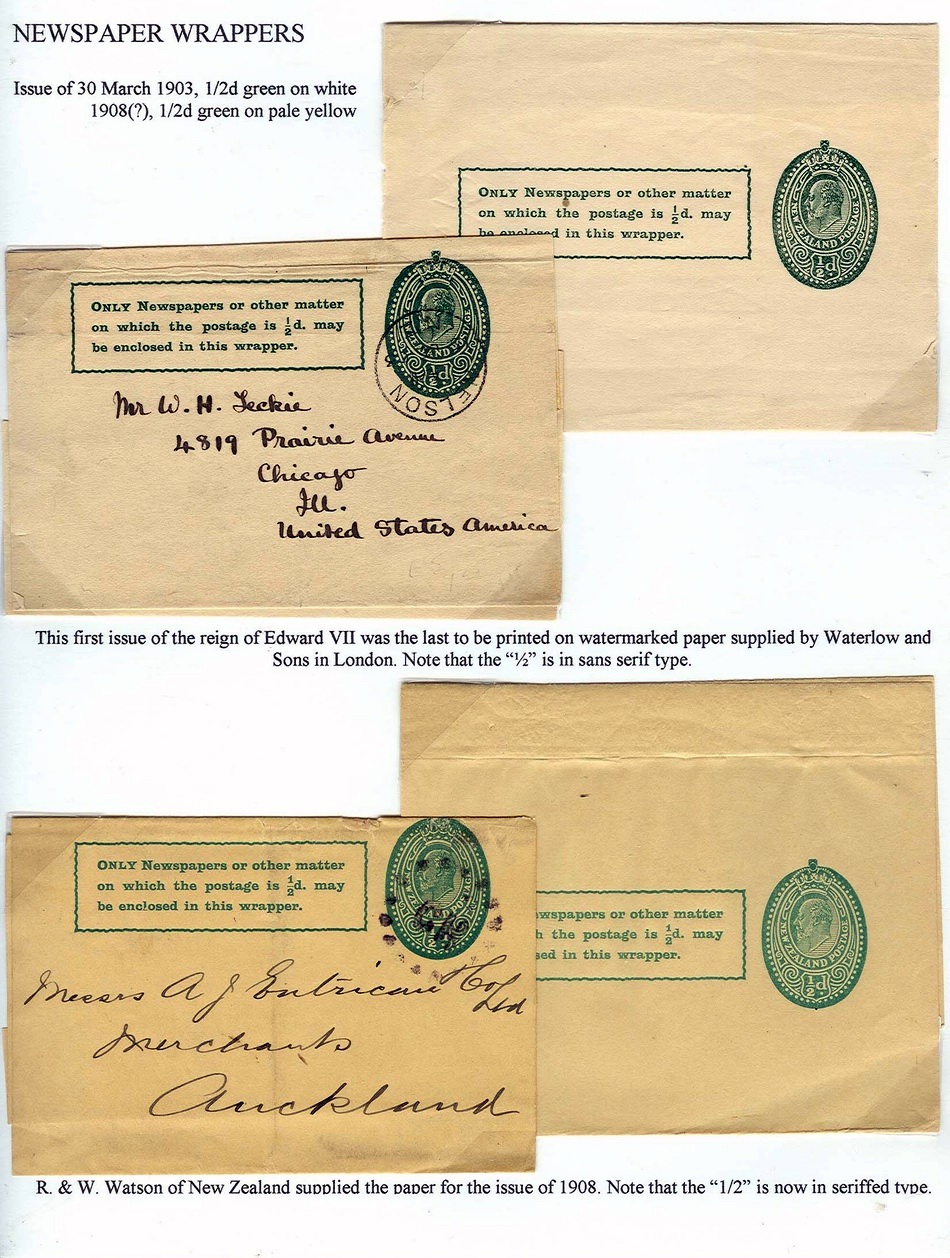 NEWSPAPER WRAPPERS
Issue of 30 March 1903, 1/2d green on white
1908(?), 1/2d green on pale yellow
ONLY Newspapers or other matter
on which the postage is ½d. may
be enclosed in this wrapper.
NEW ZEALAND POSTAGE
½d
ONLY Newspapers or other matter
on which the postage is ½d. may
be enclosed in this wrapper.
ZEALAND POSTAGE
½d
NELSON
Mr W. H. Leckie
4819 Prairie Avenue
Chicago
Ill.
United States America
This first issue of the reign of Edward VII was the last to be printed on watermarked paper supplied by Waterlow and
Sons in London. Note that the “½” is in sans serif type.
ONLY Newspapers or other matter
on which the postage is ½d. may
be enclosed in this wrapper.
Messrs A J Entrican & Co
Ltd
Merchants
Auckland
wspapers or other matter
h the postage is ½d. may
sed in this wrapper.
NEW ZEALAND POSTAGE
½d
R. & W. Watson of New Zealand supplied the paper for the issue of 1908. Note that the “1/2” is now in seriffed type.